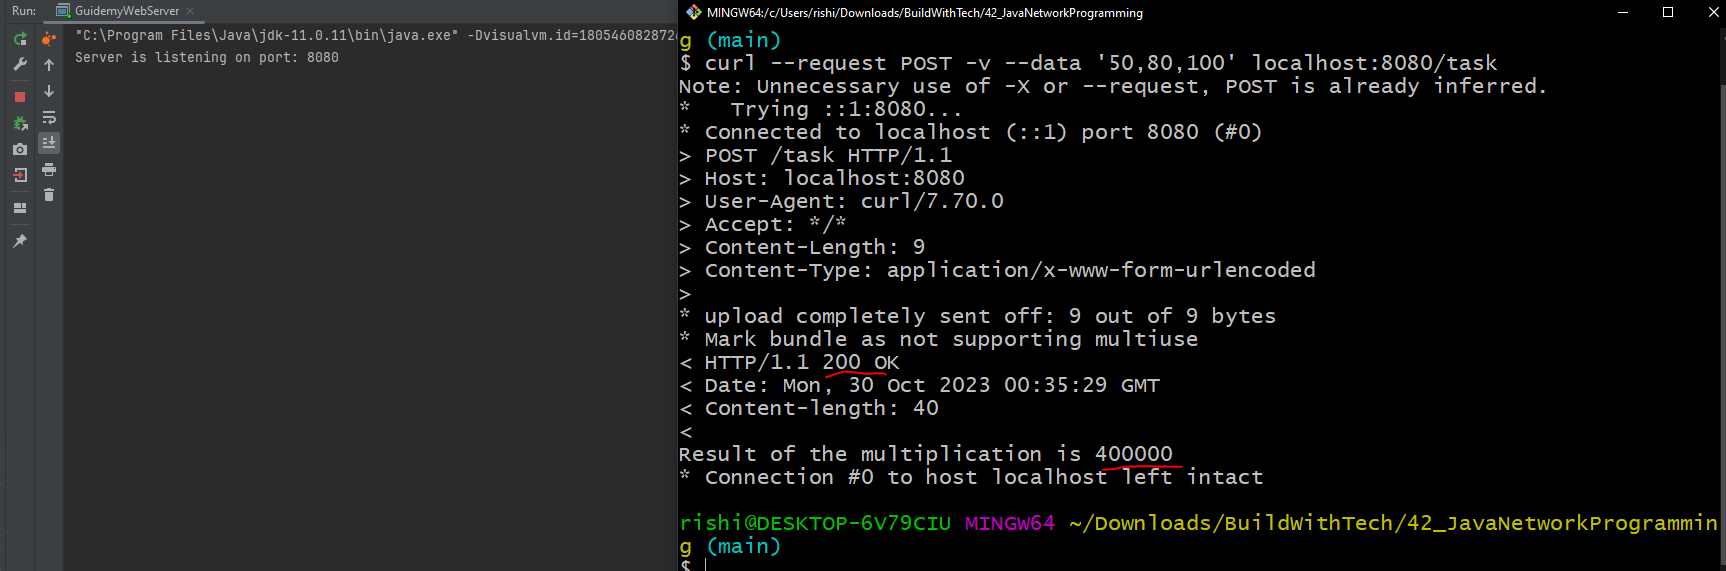 Run: GuidemyWebServer
"C:\Program Files\Java\jdk-11.0.11\bin\java.exe" -Dvisualvm.id=1805460828726
Server is listening on port: 8080
MINGW64:/c/Users/rishi/Downloads/BuildWithTech/42_JavaNetworkProgramming
g (main)
$ curl --request POST -v --data '50,80,100' localhost:8080/task
Note: Unnecessary use of -X or --request, POST is already inferred.
*   Trying ::1:8080...
* Connected to localhost (::1) port 8080 (#0)
> POST /task HTTP/1.1
> Host: localhost:8080
> User-Agent: curl/7.70.0
> Accept: */*
> Content-Length: 9
> Content-Type: application/x-www-form-urlencoded
>
* upload completely sent off: 9 out of 9 bytes
* Mark bundle as not supporting multiuse
< HTTP/1.1 200 OK
< Date: Mon, 30 Oct 2023 00:35:29 GMT
< Content-length: 40
<
Result of the multiplication is 400000
* Connection #0 to host localhost left intact
rishi@DESKTOP-6V79CIU MINGW64 ~/Downloads/BuildWithTech/42_JavaNetworkProgrammin
g (main)
$